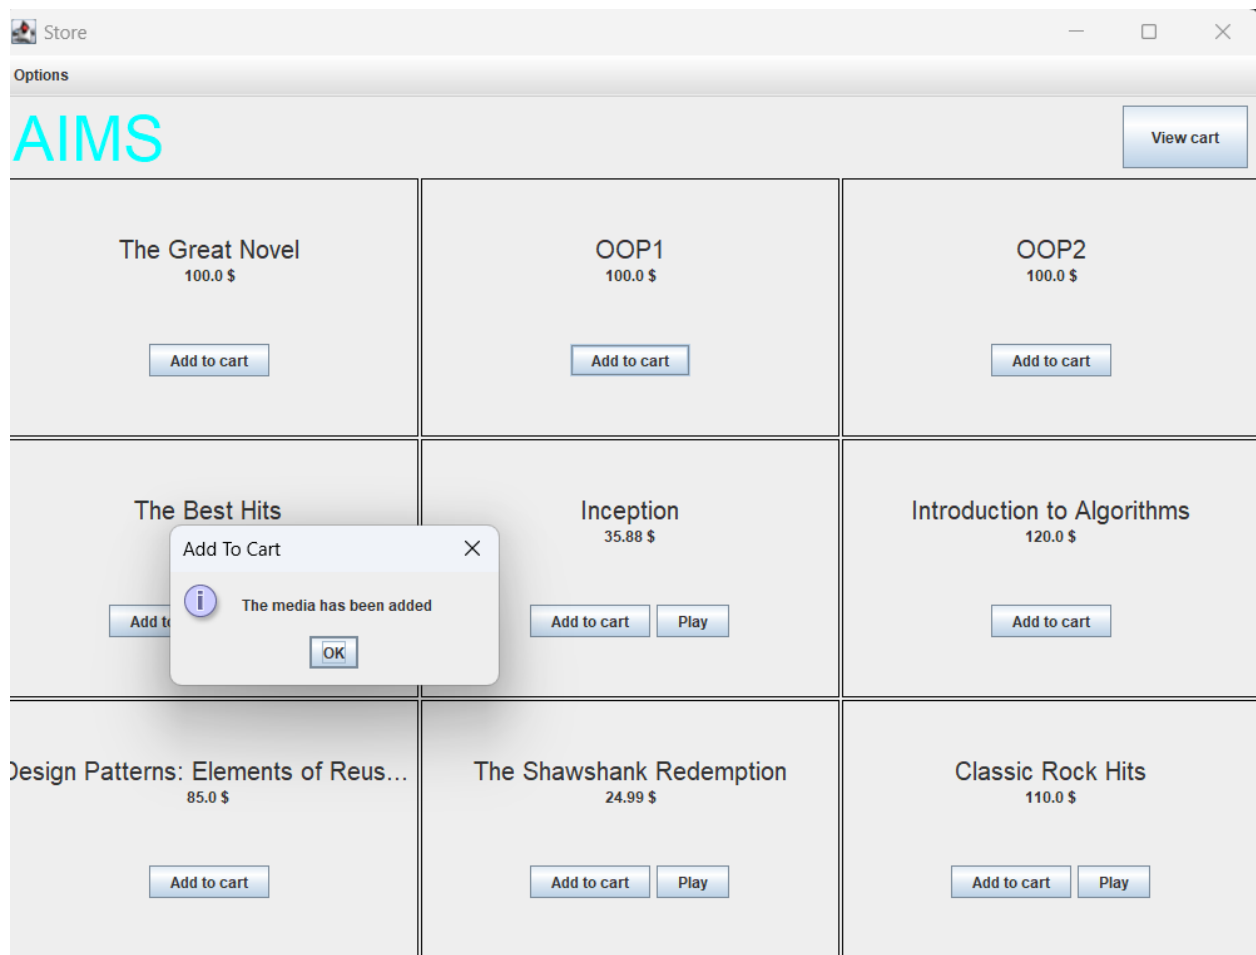 Store
Options
AIMS
View cart
The Great Novel
100.0 $
Add to cart
OOP1
100.0 $
Add to cart
OOP2
100.0 $
Add to cart
The Best Hits
Add to
Inception
35.88 $
Add to cart
Play
Introduction to Algorithms
120.0 $
Add to cart
Add To Cart
i
The media has been added
OK
Design Patterns: Elements of Reus...
85.0 $
Add to cart
The Shawshank Redemption
24.99 $
Add to cart
Play
Classic Rock Hits
110.0 $
Add to cart
Play